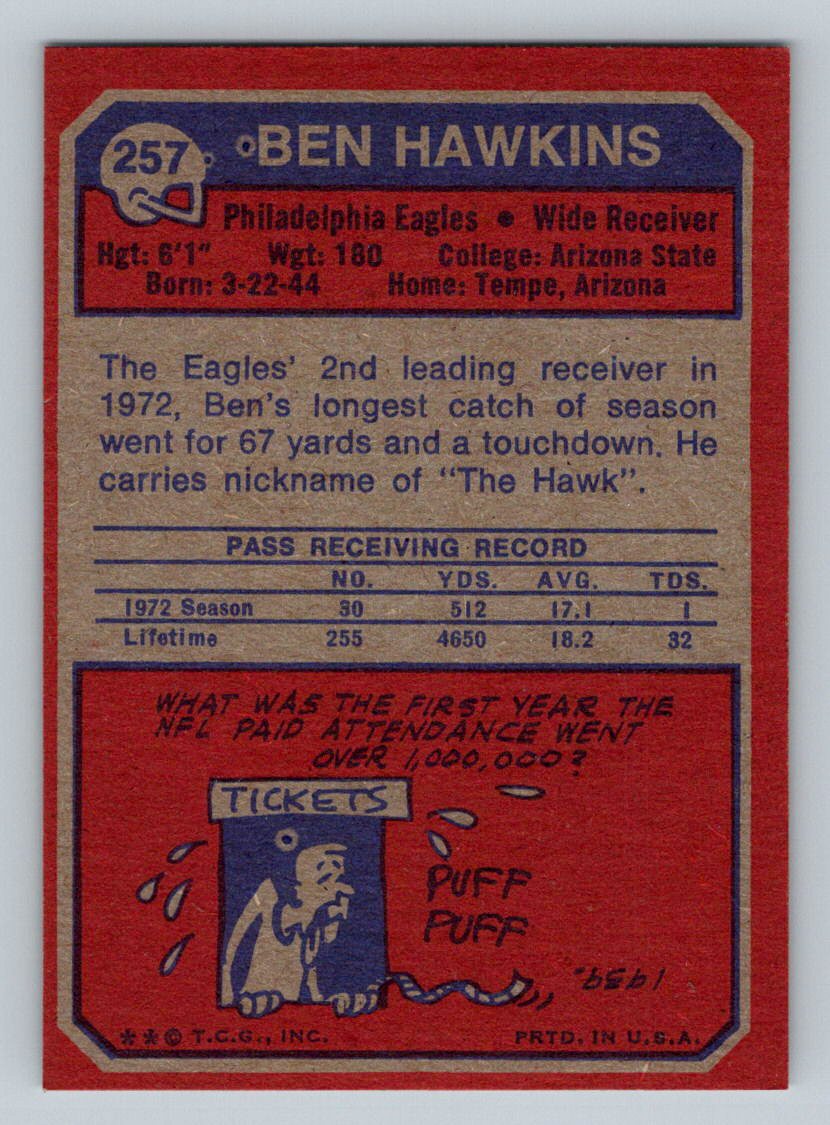 257 BEN HAWKINS
Philadelphia Eagles • Wide Receiver
Hgt: 6'1" Wgt: 180 College: Arizona State
Born: 3-22-44 Home: Tempe, Arizona
The Eagles' 2nd leading receiver in
1972, Ben's longest catch of season
went for 67 yards and a touchdown. He
carries nickname of "The Hawk".
PASS RECEIVING RECORD
NO. YDS. AVG. TDS.
1972 Season 30 512 17.1 1
Lifetime 255 4650 18.2 32
WHAT WAS THE FIRST YEAR THE
NFL PAID ATTENDANCE WENT
OVER 1,000,000?
TICKETS
PUFF
PUFF
1939.
** © T.C.G., INC. PRTD. IN U.S.A.